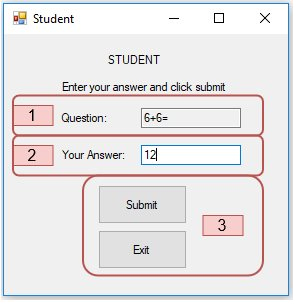 Student
STUDENT
Enter your answer and click submit
1 Question: 6+6=
2 Your Answer: 12
Submit
3
Exit